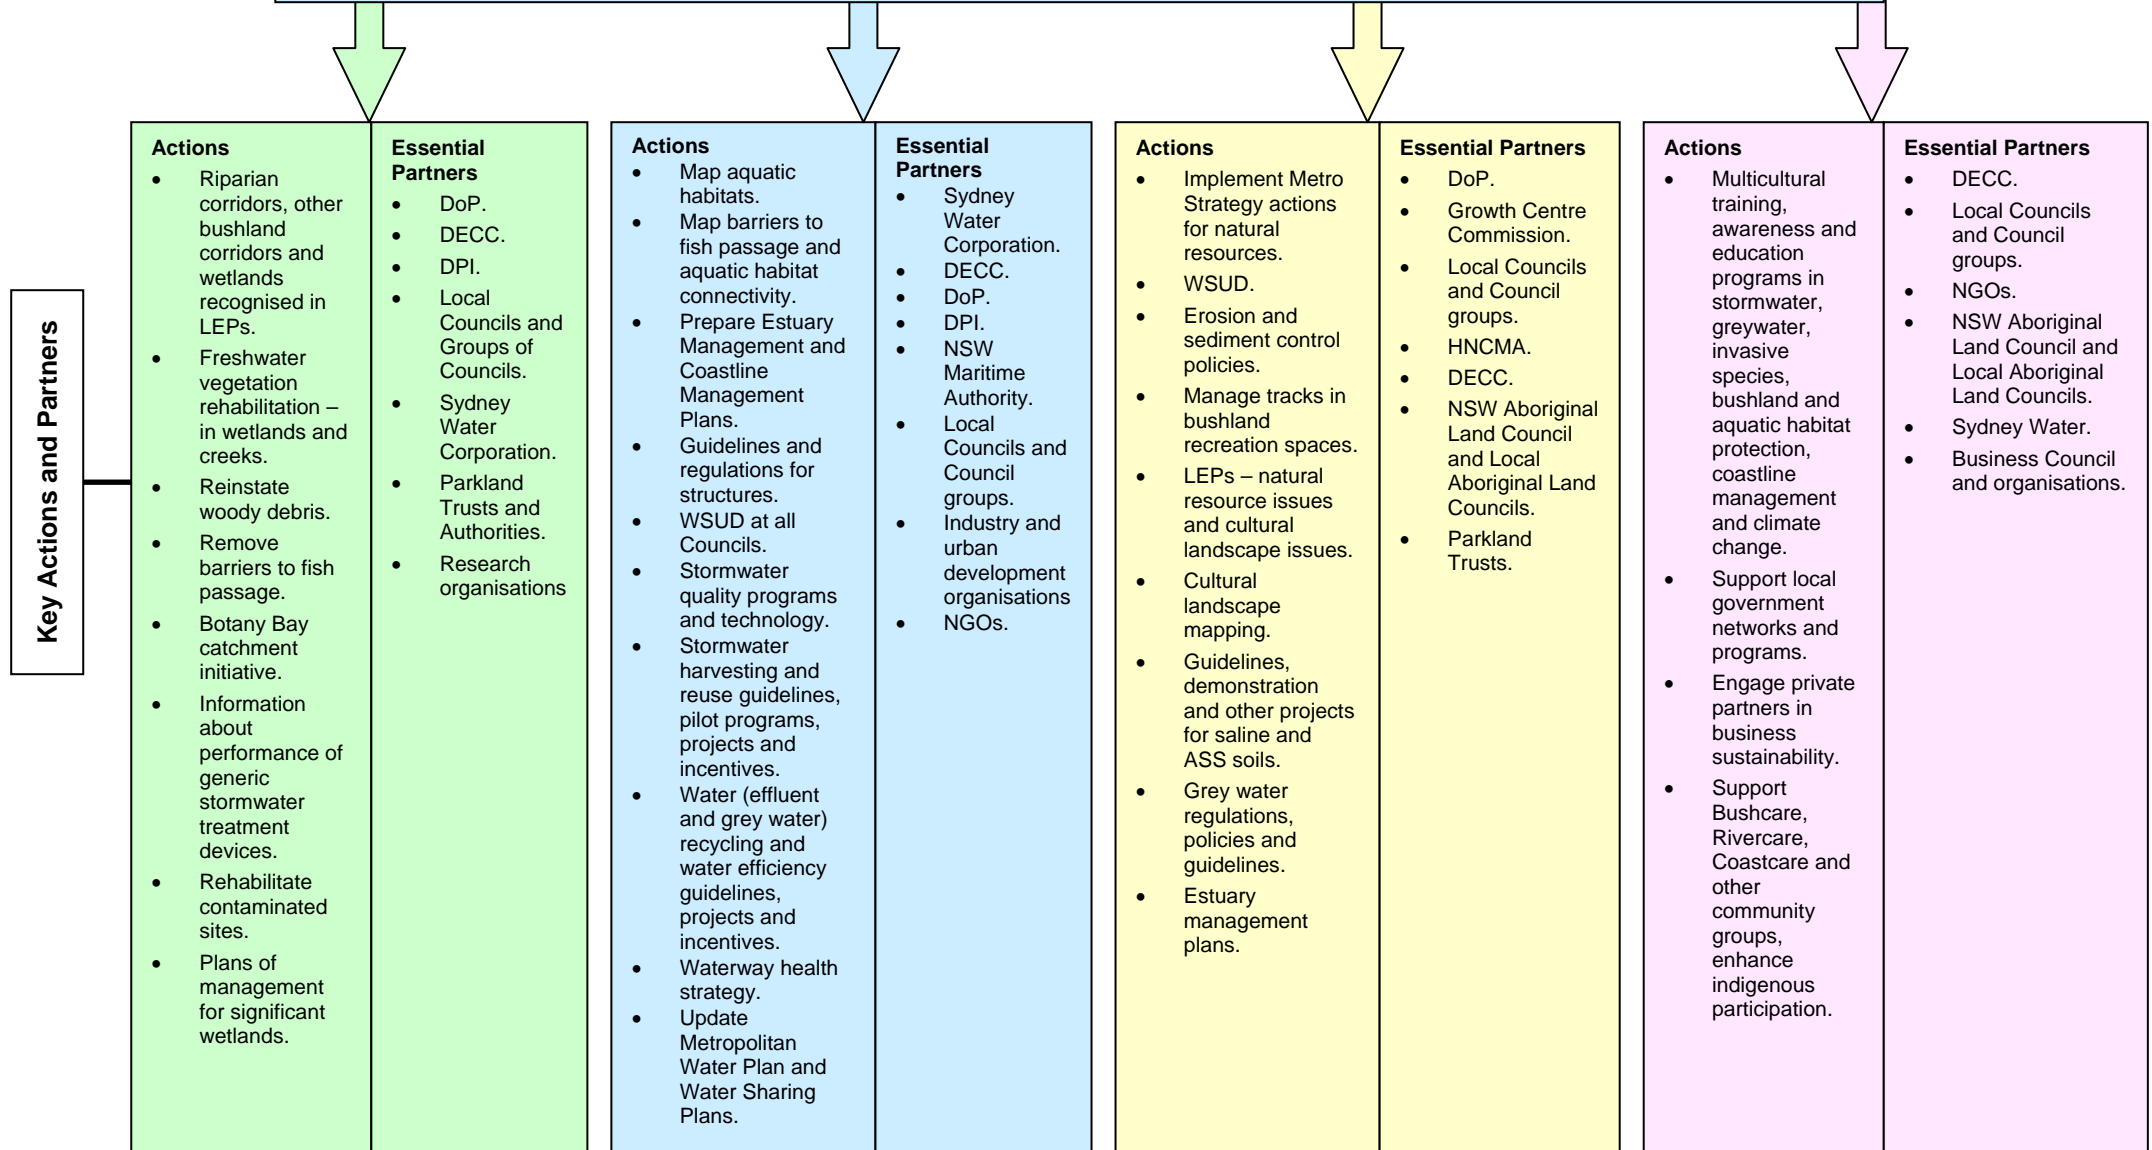 Key Actions and Partners
Actions
• Riparian
corridors, other
bushland
corridors and
wetlands
recognised in
LEPs.
• Freshwater
vegetation
rehabilitation –
in wetlands and
creeks.
• Reinstate
woody debris.
• Remove
barriers to fish
passage.
• Botany Bay
catchment
initiative.
• Information
about
performance of
generic
stormwater
treatment
devices.
• Rehabilitate
contaminated
sites.
• Plans of
management
for significant
wetlands.
Essential
Partners
• DoP.
• DECC.
• DPI.
• Local
Councils and
Groups of
Councils.
• Sydney
Water
Corporation.
• Parkland
Trusts and
Authorities.
• Research
organisations
Actions
• Map aquatic
habitats.
• Map barriers to
fish passage and
aquatic habitat
connectivity.
• Prepare Estuary
Management and
Coastline
Management
Plans.
• Guidelines and
regulations for
structures.
• WSUD at all
Councils.
• Stormwater
quality programs
and technology.
• Stormwater
harvesting and
reuse guidelines,
pilot programs,
projects and
incentives.
• Water (effluent
and grey water)
recycling and
water efficiency
guidelines,
projects and
incentives.
• Waterway health
strategy.
• Update
Metropolitan
Water Plan and
Water Sharing
Plans.
Essential
Partners
• Sydney
Water
Corporation.
• DECC.
• DoP.
• DPI.
• NSW
Maritime
Authority.
• Local
Councils and
Council
groups.
• Industry and
urban
development
organisations
• NGOs.
Actions
• Implement Metro
Strategy actions
for natural
resources.
• WSUD.
• Erosion and
sediment control
policies.
• Manage tracks in
bushland
recreation spaces.
• LEPs – natural
resource issues
and cultural
landscape issues.
• Cultural
landscape
mapping.
• Guidelines,
demonstration
and other projects
for saline and
ASS soils.
• Grey water
regulations,
policies and
guidelines.
• Estuary
management
plans.
Essential Partners
• DoP.
• Growth Centre
Commission.
• Local Councils
and Council
groups.
• HNCMA.
• DECC.
• NSW Aboriginal
Land Council
and Local
Aboriginal Land
Councils.
• Parkland
Trusts.
Actions
• Multicultural
training,
awareness and
education
programs in
stormwater,
greywater,
invasive
species,
bushland and
aquatic habitat
protection,
coastline
management
and climate
change.
• Support local
government
networks and
programs.
• Engage private
partners in
business
sustainability.
• Support
Bushcare,
Rivercare,
Coastcare and
other
community
groups,
enhance
indigenous
participation.
Essential Partners
• DECC.
• Local Councils
and Council
groups.
• NGOs.
• NSW Aboriginal
Land Council and
Local Aboriginal
Land Councils.
• Sydney Water.
• Business Council
and organisations.